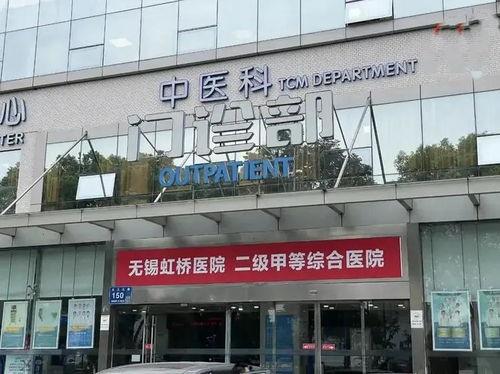 中医科 TCM DEPARTMENT
心
TER
门诊部
OUTPATIENT
无锡虹桥医院 二级甲等综合医院
150